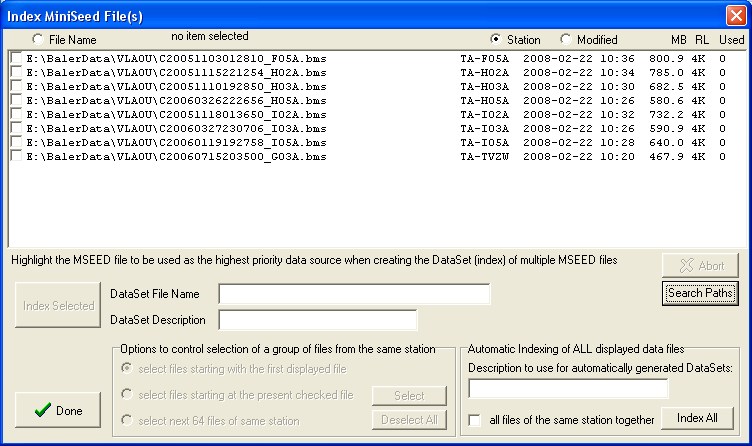 Index MiniSeed File(s)
File Name no item selected Station Modified MB RL Used
E:\BalerData\VLAOU\C20051103012810_F05A.bms TA-F05A 2008-02-22 10:36 800.9 4K 0
E:\BalerData\VLAOU\C20051115221254_H02A.bms TA-H02A 2008-02-22 10:34 785.0 4K 0
E:\BalerData\VLAOU\C20051110192850_H03A.bms TA-H03A 2008-02-22 10:30 682.5 4K 0
E:\BalerData\VLAOU\C20060326222656_H05A.bms TA-H05A 2008-02-22 10:26 580.6 4K 0
E:\BalerData\VLAOU\C20051118013650_I02A.bms TA-I02A 2008-02-22 10:32 732.2 4K 0
E:\BalerData\VLAOU\C20060327230706_I03A.bms TA-I03A 2008-02-22 10:26 590.9 4K 0
E:\BalerData\VLAOU\C20060119192758_I05A.bms TA-I05A 2008-02-22 10:28 640.0 4K 0
E:\BalerData\VLAOU\C20060715203500_G03A.bms TA-TVZW 2008-02-22 10:20 467.9 4K 0
Highlight the MSEED file to be used as the highest priority data source when creating the DataSet (index) of multiple MSEED files
Abort
Search Paths
Index Selected
DataSet File Name
DataSet Description
Options to control selection of a group of files from the same station
select files starting with the first displayed file
select files starting at the present checked file
Select
select next 64 files of same station
Deselect All
Done
Automatic Indexing of ALL displayed data files
Description to use for automatically generated DataSets:
all files of the same station together
Index All